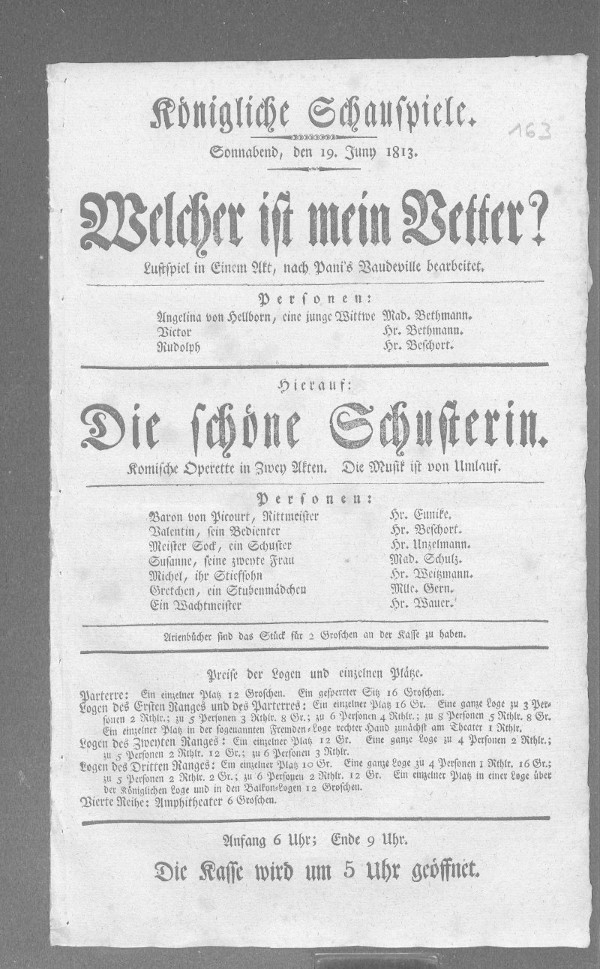 Königliche Schauspiele.
163
Sonnabend, den 19. Juny 1813.
Welcher ist mein Vetter?
Lustspiel in Einem Akt, nach Pani's Vaudeville bearbeitet.
Personen:
Angelina von Hellborn, eine junge Wittwe Mad. Bethmann.
Victor Hr. Bethmann.
Rudolph Hr. Beschort.
Hierauf:
Die schöne Schusterin.
Komische Operette in Zwey Akten. Die Musik ist von Umlauf.
Personen:
Baron von Picourt, Rittmeister Hr. Eunike.
Valentin, sein Bedienter Hr. Beschort.
Meister Sock, ein Schuster Hr. Unzelmann.
Susanne, seine zweyte Frau Mad. Schulz.
Michel, ihr Stiefsohn Hr. Weitzmann.
Gretchen, ein Stubenmädchen Mlle. Gern.
Ein Wachtmeister Hr. Wauer.
Arienbücher sind das Stück für 2 Groschen an der Kasse zu haben.
Preise der Logen und einzelnen Plätze.
Parterre: Ein einzelner Platz 12 Groschen. Ein gesperrter Sitz 16 Groschen.
Logen des Ersten Ranges und des Parterres: Ein einzelner Platz 16 Gr. Eine ganze Loge zu 3 Per-
sonen 2 Rthlr.; zu 5 Personen 3 Rthlr. 8 Gr.; zu 6 Personen 4 Rthlr.; zu 8 Personen 5 Rthlr. 8 Gr.
Ein einzelner Platz in der sogenannten Fremden-Loge rechter Hand zunächst am Theater 1 Rthlr.
Logen des Zweyten Ranges: Ein einzelner Platz 12 Gr. Eine ganze Loge zu 4 Personen 2 Rthlr.;
zu 5 Personen 2 Rthlr. 12 Gr.; zu 6 Personen 3 Rthlr.
Logen des Dritten Ranges: Ein einzelner Platz 10 Gr. Eine ganze Loge zu 4 Personen 1 Rthlr. 16 Gr.;
zu 5 Personen 2 Rthlr. 2 Gr.; zu 6 Personen 2 Rthlr. 12 Gr. Ein einzelner Platz in einer Loge über
der Königlichen Loge und in den Balkon-Logen 12 Groschen.
Vierte Reihe: Amphitheater 6 Groschen.
Anfang 6 Uhr; Ende 9 Uhr.
Die Kasse wird um 5 Uhr geöffnet.